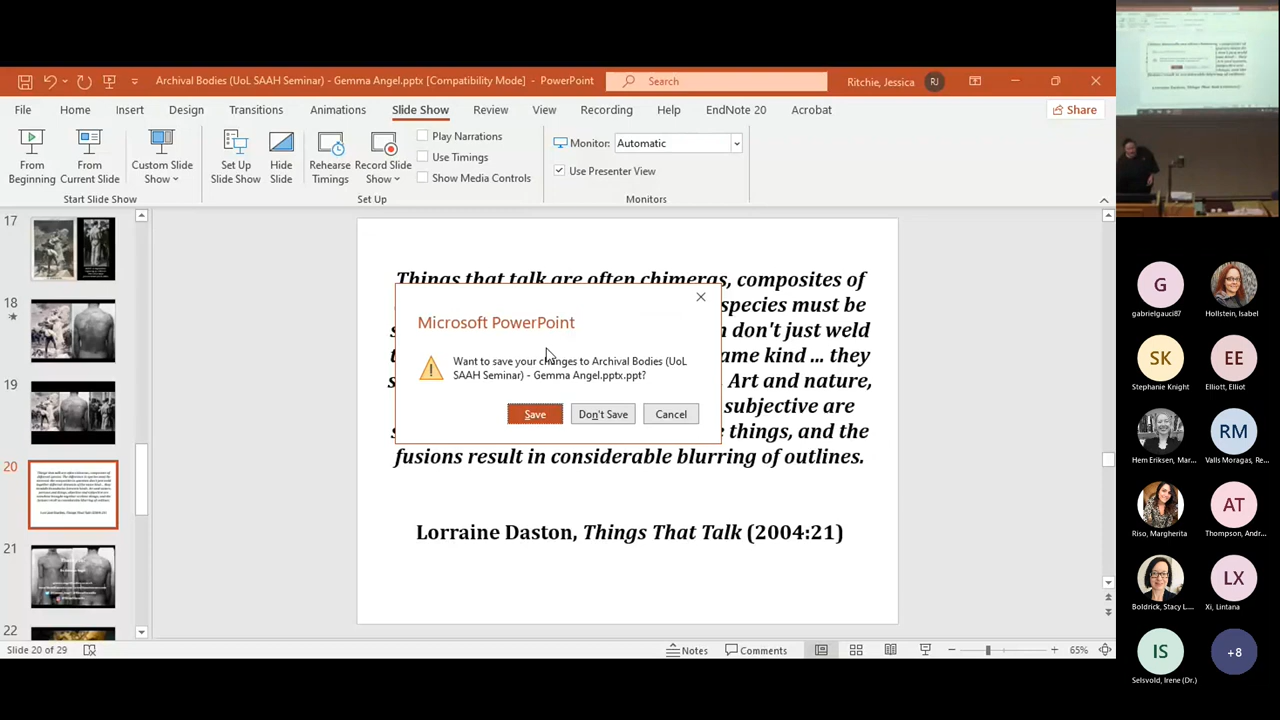 Archival Bodies (UoL SAAH Seminar) - Gemma Angel.pptx [Compatibility Mode] - PowerPoint
Search
Ritchie, Jessica
RJ
File Home Insert Design Transitions Animations Slide Show Review View Recording Help EndNote 20 Acrobat
Share
From Beginning
From Current Slide
Custom Slide Show
Set Up Slide Show
Hide Slide
Rehearse Timings
Record Slide Show
Play Narrations
Use Timings
Show Media Controls
Monitor: Automatic
Use Presenter View
Start Slide Show
Set Up
Monitors
17
18
19
20
21
22
Things that talk are often chimeras, composites of
species must be
don't just weld
ame kind ... they
Art and nature,
subjective are
things, and the
fusions result in considerable blurring of outlines.
Lorraine Daston, Things That Talk (2004:21)
Microsoft PowerPoint
Want to save your changes to Archival Bodies (UoL
SAAH Seminar) - Gemma Angel.pptx.ppt?
Save
Don't Save
Cancel
Slide 20 of 29
Notes
Comments
65%
G
gabrielgauci87
Hollstein, Isabel
SK
Stephanie Knight
EE
Elliott, Elliot
Hem Eriksen, Mar...
RM
Valls Moragas, Re...
Riso, Margherita
AT
Thompson, Andr...
Boldrick, Stacy L....
LX
Xi, Lintana
IS
Selsvold, Irene (Dr.)
+8